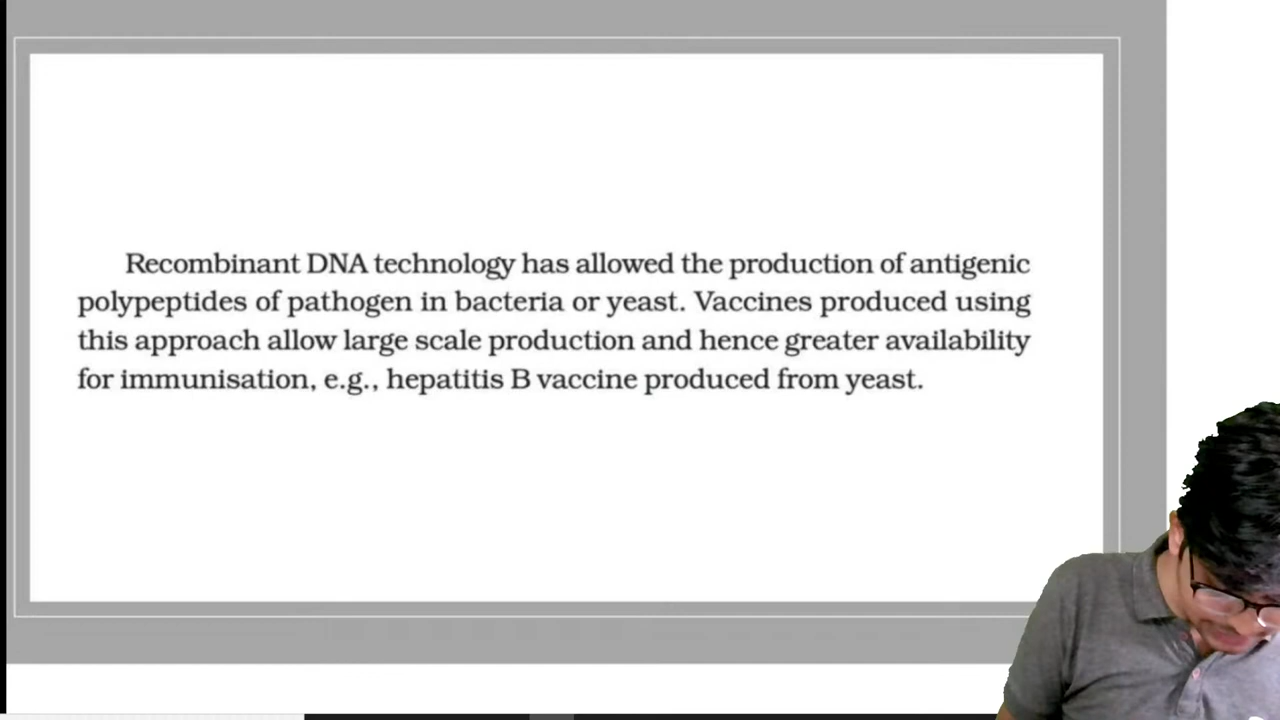 Recombinant DNA technology has allowed the production of antigenic
polypeptides of pathogen in bacteria or yeast. Vaccines produced using
this approach allow large scale production and hence greater availability
for immunisation, e.g., hepatitis B vaccine produced from yeast.